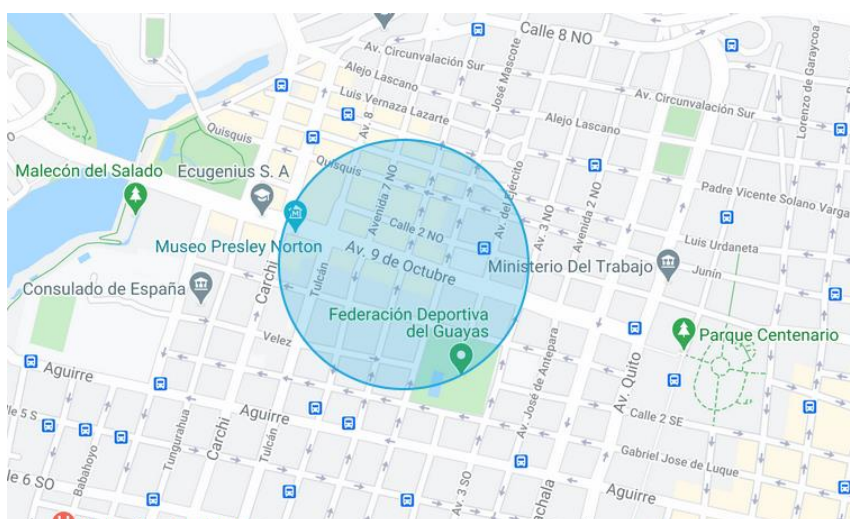 Calle 8 NO
Av. Circunvalación Sur
José Mascote
Alejo Lascano
Av. Circunvalación Sur
Lorenzo de Garaycoa
Luis Vernaza Lazarte
Av. 8
Alejo Lascano
Quisquis
Quisquis
Malecón del Salado
Ecugenius S. A
Avenida 7 NO
Padre Vicente Solano Varga
Av. del Ejército
Av. 3 NO
Avenida 2 NO
Calle 2 NO
Museo Presley Norton
Av. 9 de Octubre
Luis Urdaneta
Ministerio Del Trabajo
Junín
Consulado de España
Carchi
Tulcán
Federación Deportiva
del Guayas
Velez
Parque Centenario
Aguirre
Av. José de Antepara
Av. Quito
Aguirre
Calle 2 SE
lle 5 S
Tungurahua
Carchi
Tulcán
Babahoyo
Gabriel Jose de Luque
le 6 SO
Av. 3 SO
achala
Aguirre